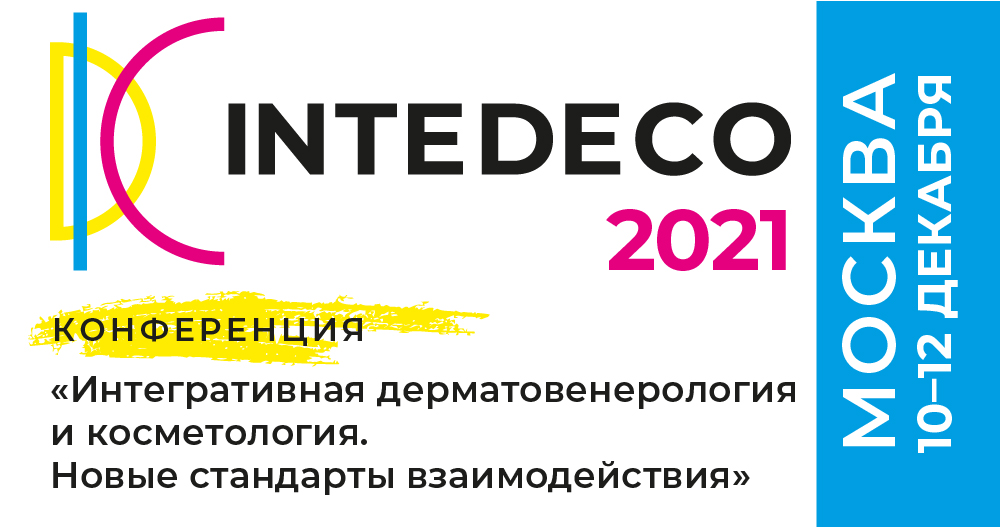 INTEDECO
2021
КОНФЕРЕНЦИЯ
«Интегративная дерматовенерология
и косметология.
Новые стандарты взаимодействия»
МОСКВА
10–12 ДЕКАБРЯ